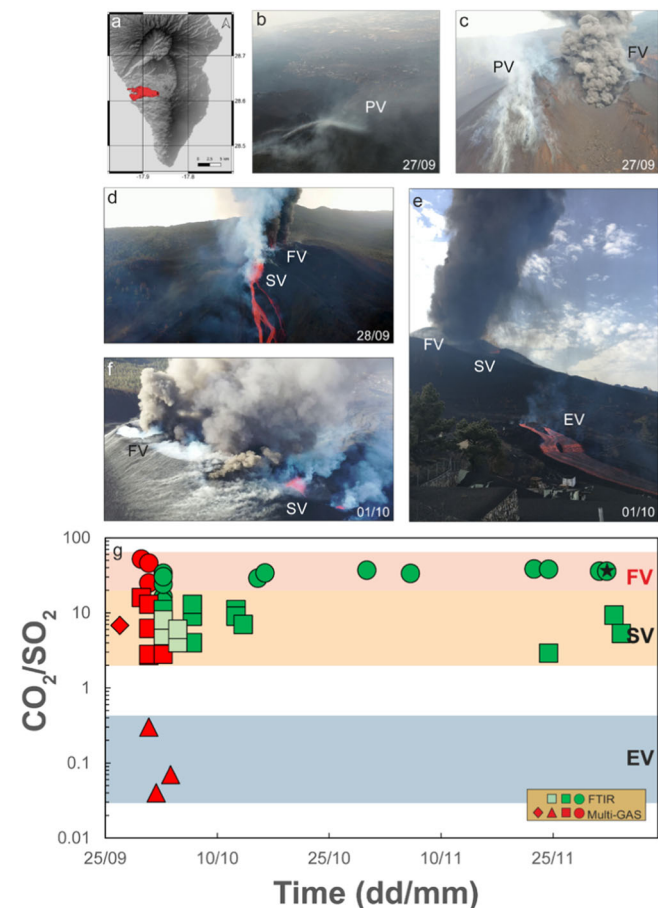 a
28.7
28.6
28.5
-17.9
-17.8
b
PV
27/09
c
PV
FV
27/09
d
FV
SV
28/09
e
FV
SV
EV
01/10
f
FV
SV
01/10
g
100
10
1
0.1
0.01
CO₂/SO₂
FV
SV
EV
FTIR
Multi-GAS
25/09
10/10
25/10
10/11
25/11
Time (dd/mm)